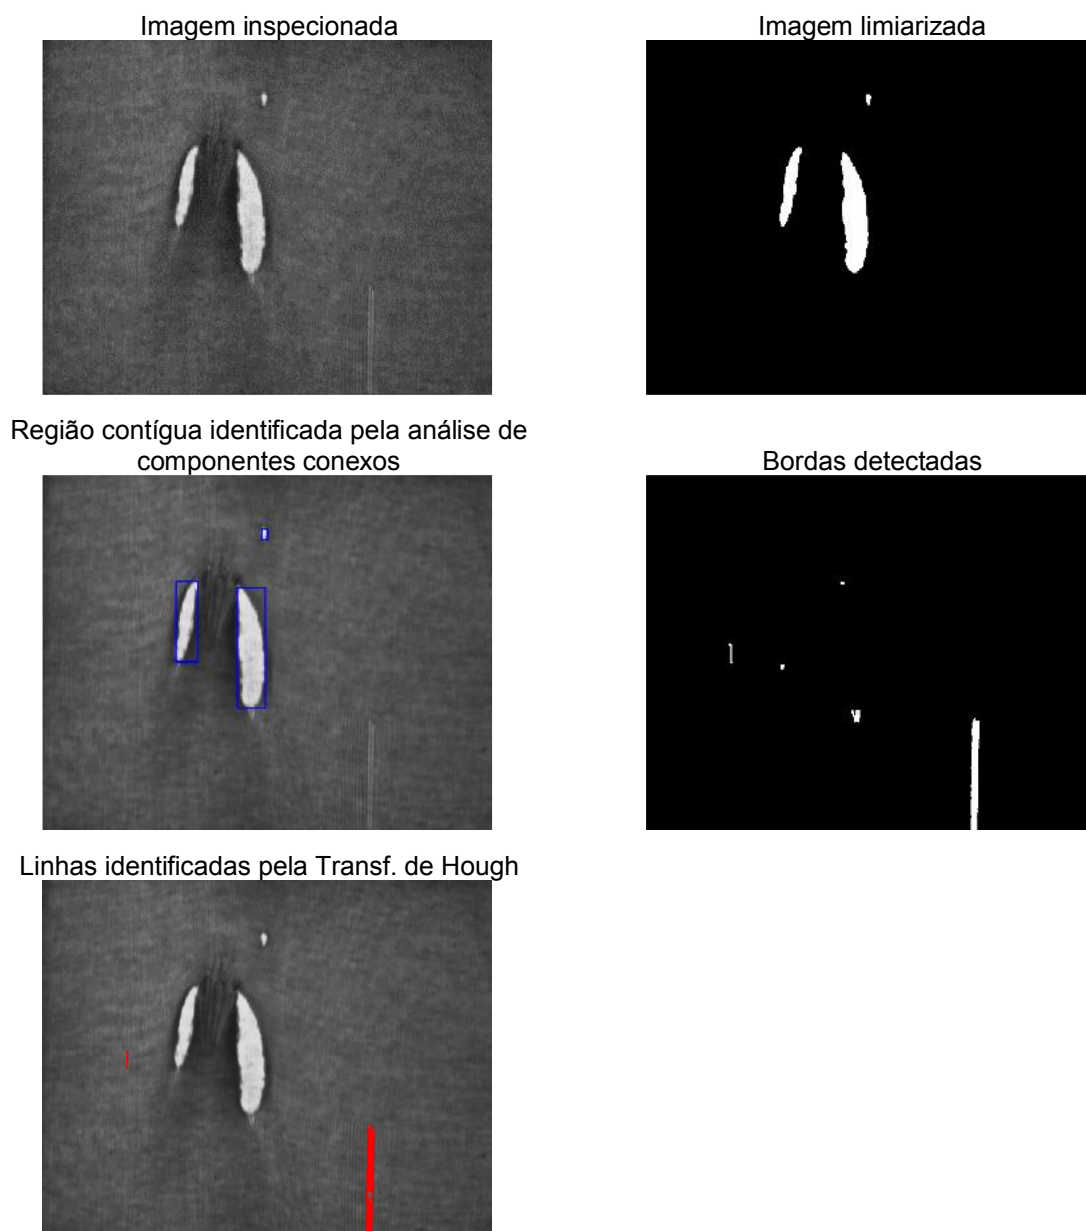 Imagem inspecionada
Imagem limiarizada
Região contígua identificada pela análise de
componentes conexos
Bordas detectadas
Linhas identificadas pela Transf. de Hough